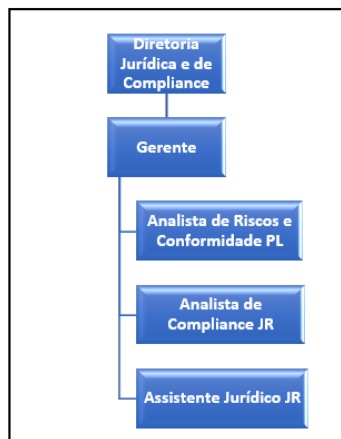 Diretoria
Jurídica e de
Compliance
Gerente
Analista de Riscos e
Conformidade PL
Analista de
Compliance JR
Assistente Jurídico JR